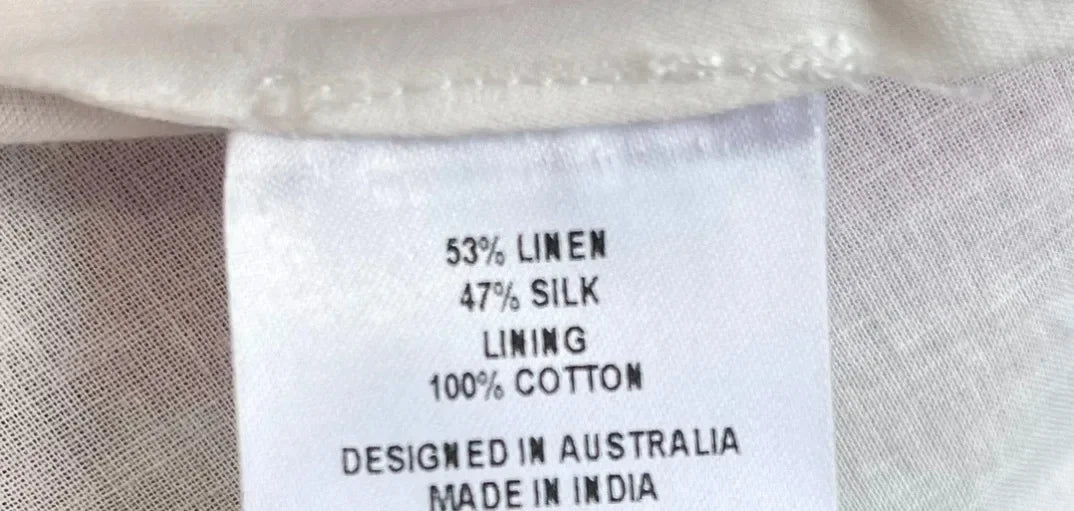 53% LINEN
47% SILK
LINING
100% COTTON
DESIGNED IN AUSTRALIA
MADE IN INDIA